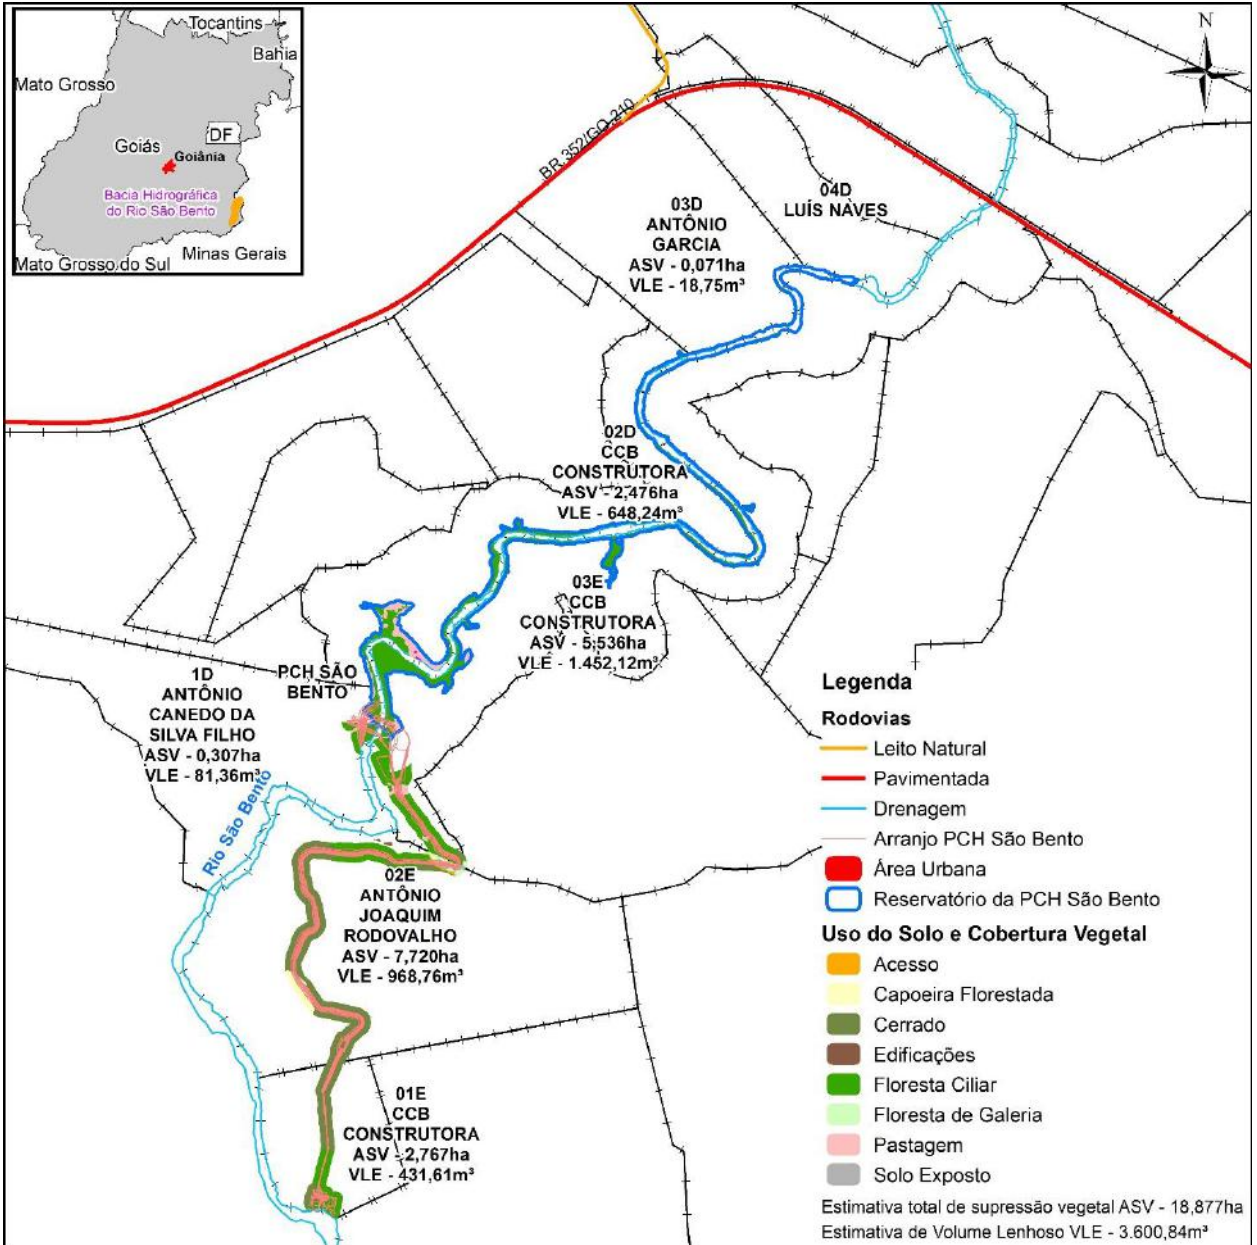 Tocantins
Bahia
Mato Grosso
DF
Goiás
Goiânia
Bacia Hidrográfica
do Rio São Bento
Minas Gerais
Mato Grosso do Sul
N
BR 352/GO-210
04D
LUÍS NAVES
03D
ANTÔNIO
GARCIA
ASV - 0,071ha
VLE - 18,75m³
02D
CCB
CONSTRUTORA
ASV - 2,476ha
VLE - 648,24m³
03E
CCB
CONSTRUTORA
ASV - 5,536ha
VLE - 1.452,12m³
PCH SÃO
BENTO
1D
ANTÔNIO
CANEDO DA
SILVA FILHO
ASV - 0,307ha
VLE - 81,36m³
Rio São Bento
02E
ANTÔNIO
JOAQUIM
RODOVALHO
ASV - 7,720ha
VLE - 968,76m³
01E
CCB
CONSTRUTORA
ASV - 2,767ha
VLE - 431,61m³
Legenda
Rodovias
Leito Natural
Pavimentada
Drenagem
Arranjo PCH São Bento
Área Urbana
Reservatório da PCH São Bento
Uso do Solo e Cobertura Vegetal
Acesso
Capoeira Florestada
Cerrado
Edificações
Floresta Ciliar
Floresta de Galeria
Pastagem
Solo Exposto
Estimativa total de supressão vegetal ASV - 18,877ha
Estimativa de Volume Lenhoso VLE - 3.600,84m³